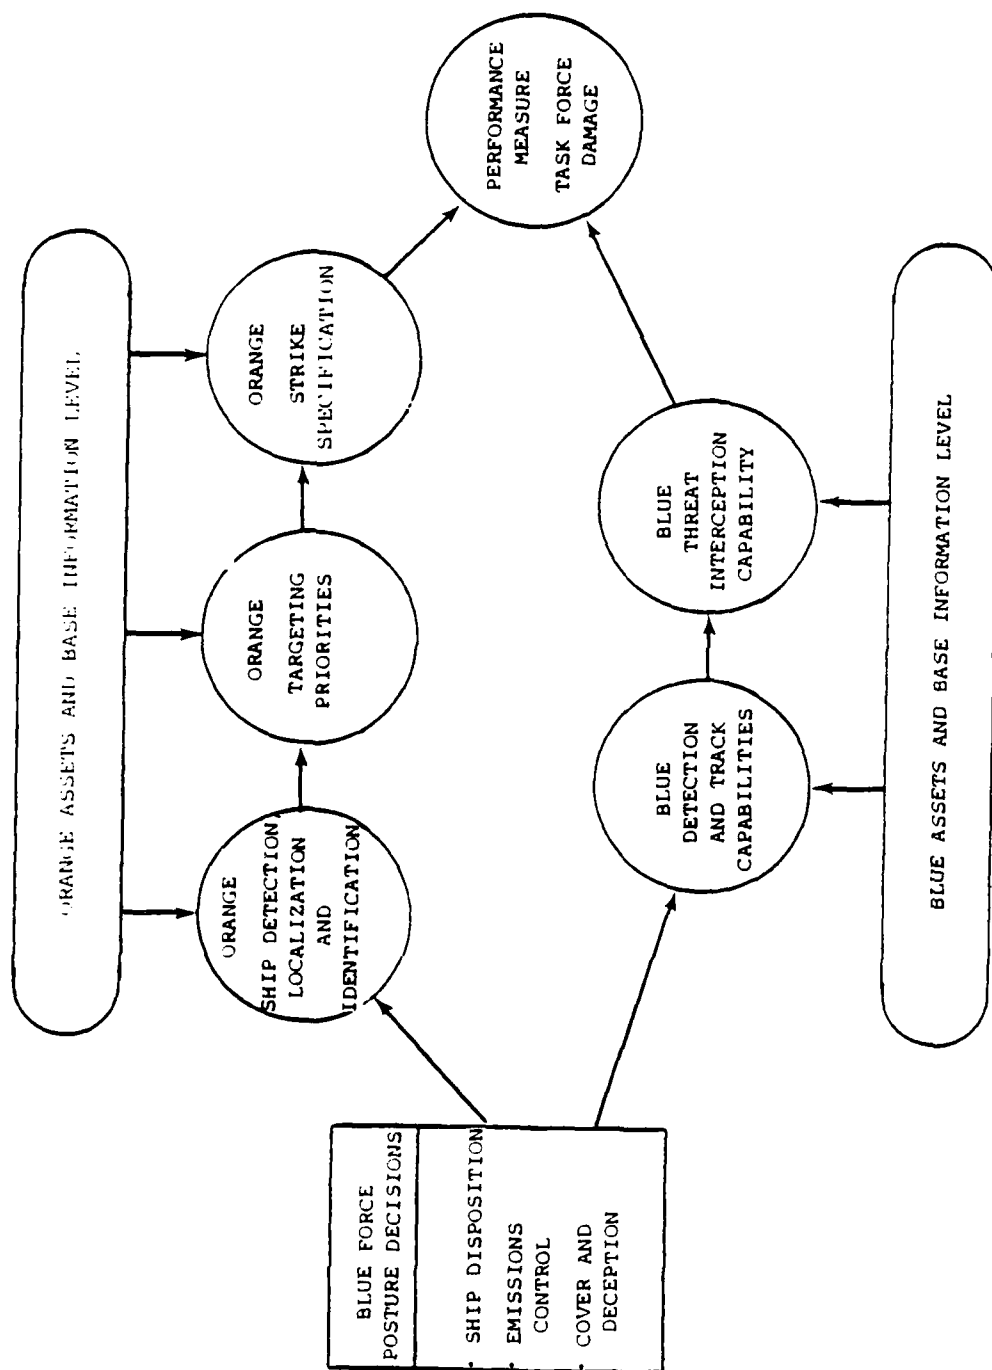 ORANGE ASSETS AND BASE INFORMATION LEVEL
ORANGE
SHIP DETECTION,
LOCALIZATION
AND
IDENTIFICATION
ORANGE
TARGETING
PRIORITIES
ORANGE
STRIKE
SPECIFICATION
BLUE FORCE
POSTURE DECISIONS
· SHIP DISPOSITION
· EMISSIONS
CONTROL
· COVER AND
DECEPTION
PERFORMANCE
MEASURE
TASK FORCE
DAMAGE
BLUE
DETECTION
AND TRACK
CAPABILITIES
BLUE
THREAT
INTERCEPTION
CAPABILITY
BLUE ASSETS AND BASE INFORMATION LEVEL